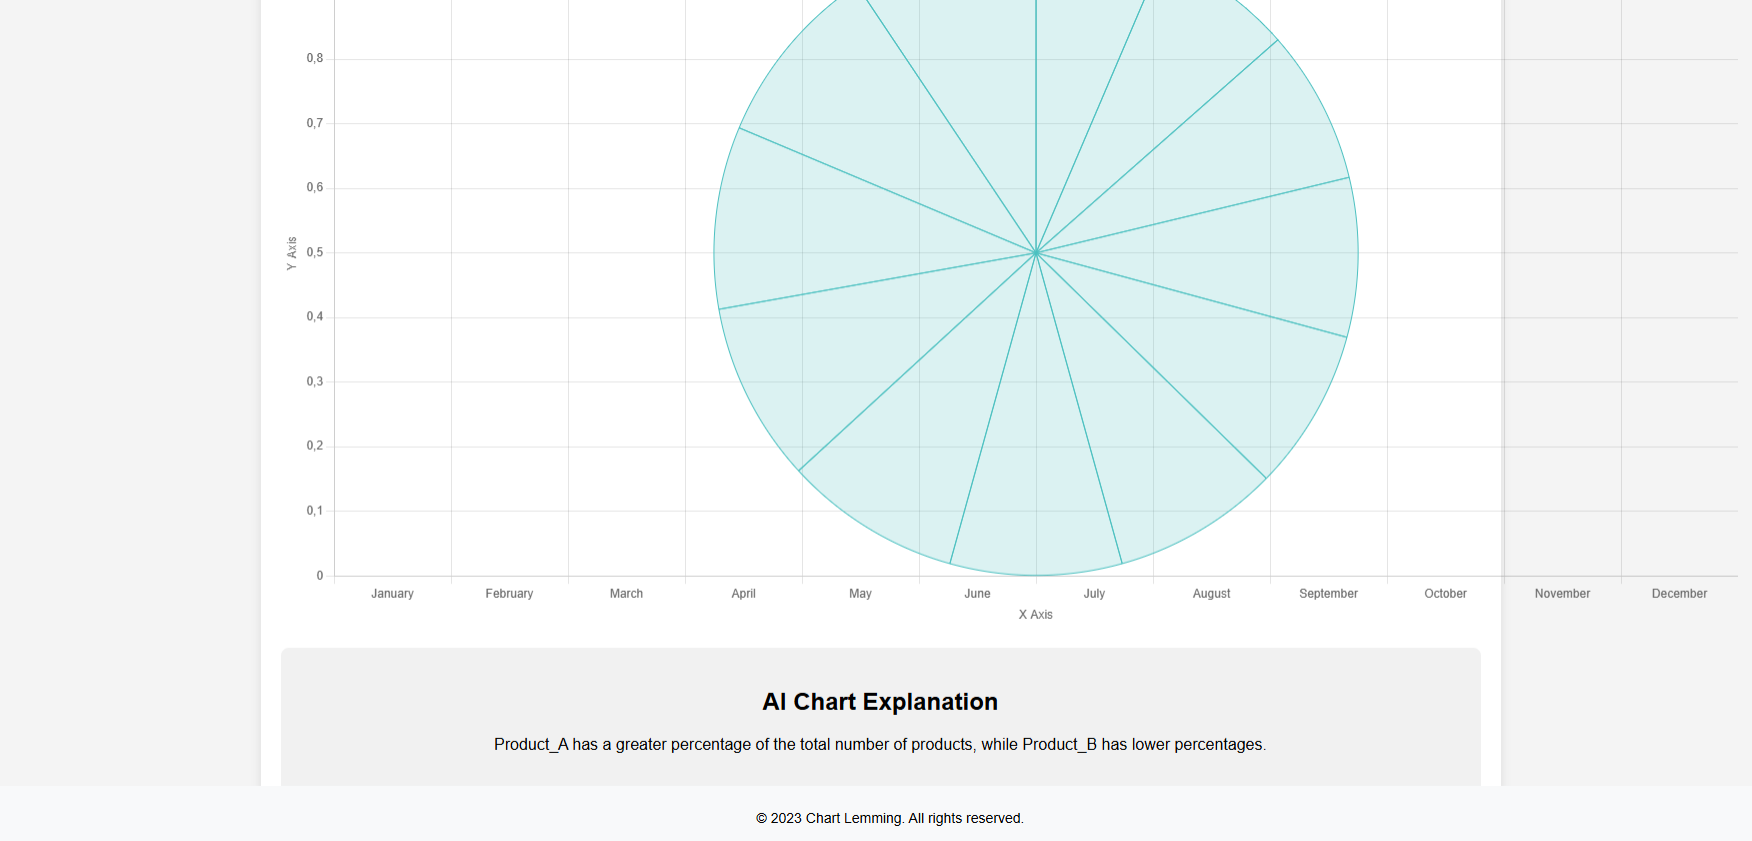 0,8
0,7
0,6
Y Axis
0,5
0,4
0,3
0,2
0,1
0
January February March April May June July August September October November December
X Axis
AI Chart Explanation
Product_A has a greater percentage of the total number of products, while Product_B has lower percentages.
© 2023 Chart Lemming. All rights reserved.